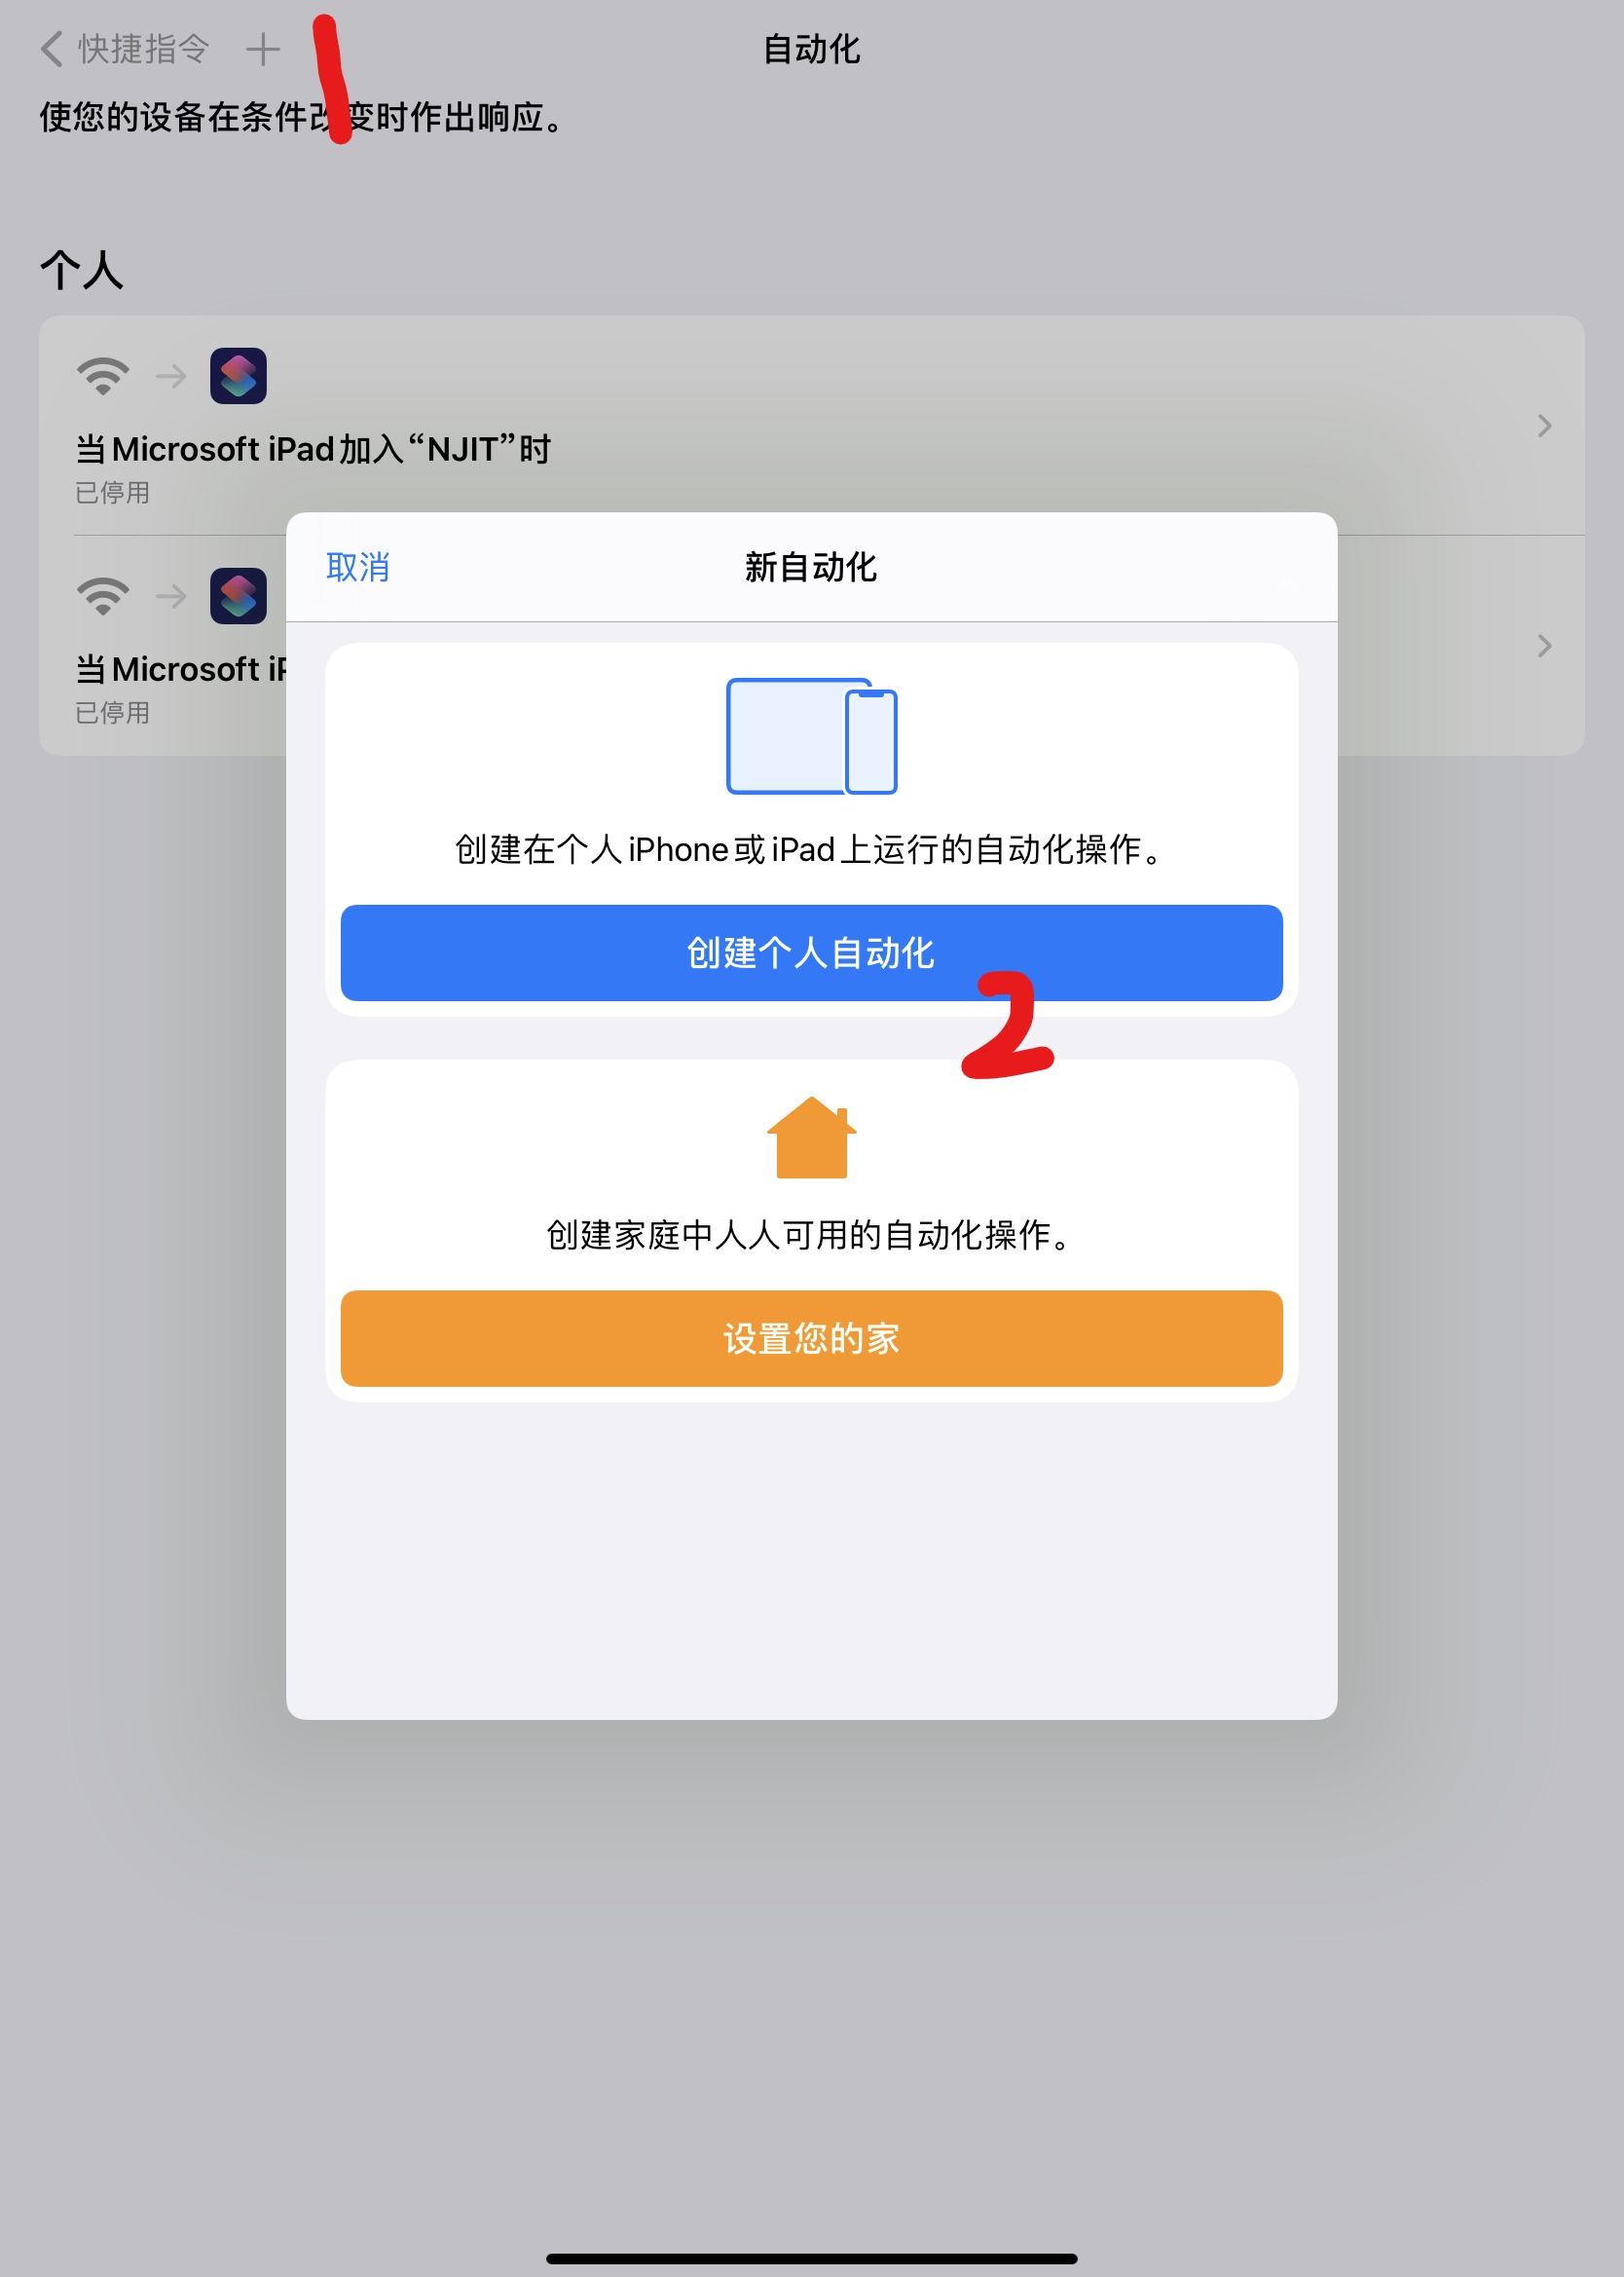 快捷指令
自动化
使您的设备在条件改变时作出响应。
1
个人
当Microsoft iPad加入“NJIT”时
已停用
当Microsoft iP
已停用
取消
新自动化
创建在个人iPhone或iPad上运行的自动化操作。
创建个人自动化
2
创建家庭中人人可用的自动化操作。
设置您的家